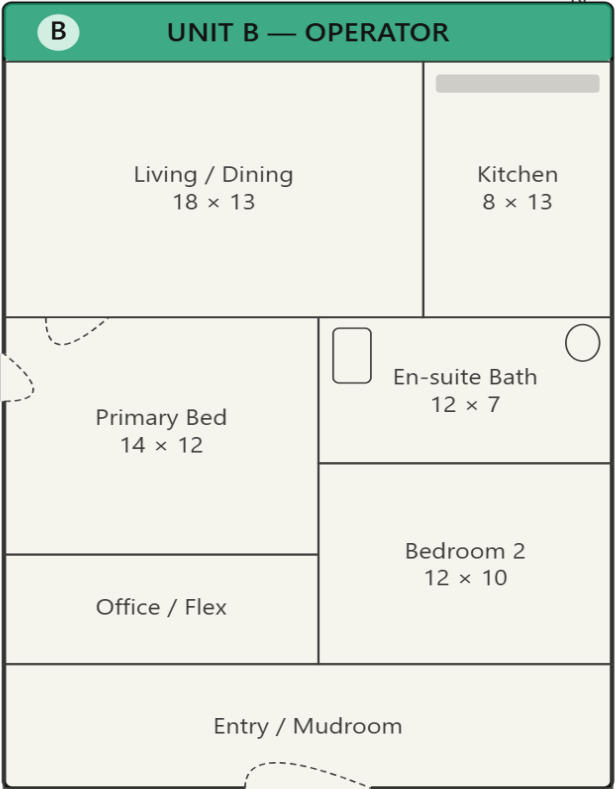 B
UNIT B — OPERATOR
Living / Dining
18 × 13
Kitchen
8 × 13
En-suite Bath
12 × 7
Primary Bed
14 × 12
Bedroom 2
12 × 10
Office / Flex
Entry / Mudroom